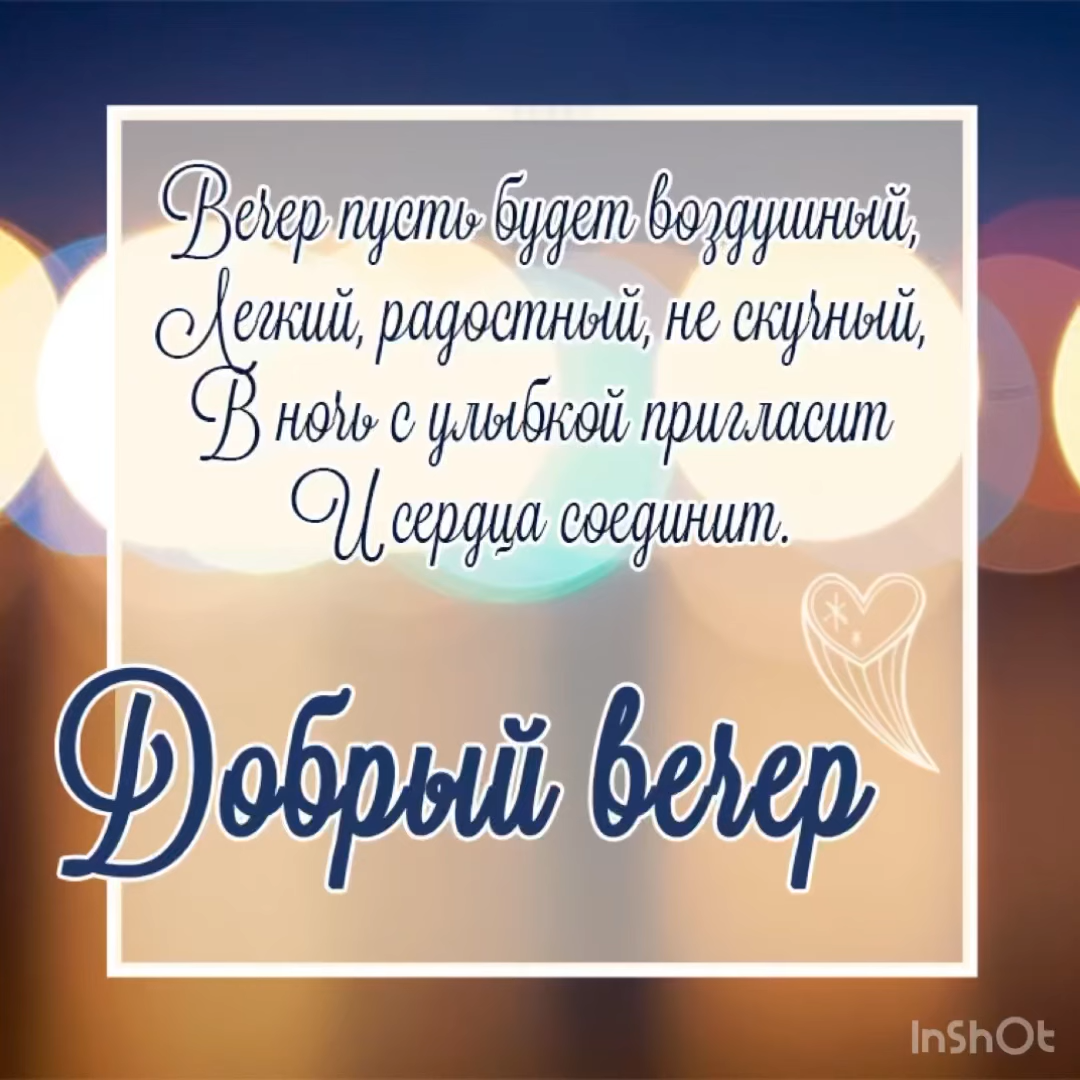 Вечер пусть будет воздушный,
Легкий, радостный, не скучный,
В ночь с улыбкой пригласит
И сердца соединит.
Добрый вечер
InShOt